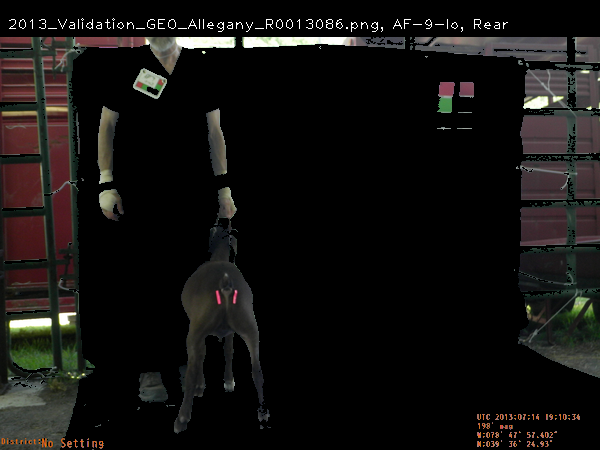 2013_Validation_GEO_Allegany_R0013086.png, AF-9-lo, Rear
UTC 2013:07:14 19:10:34
198° mag
W:078° 47' 57.402"
N:039° 36' 24.93"
District:No Setting